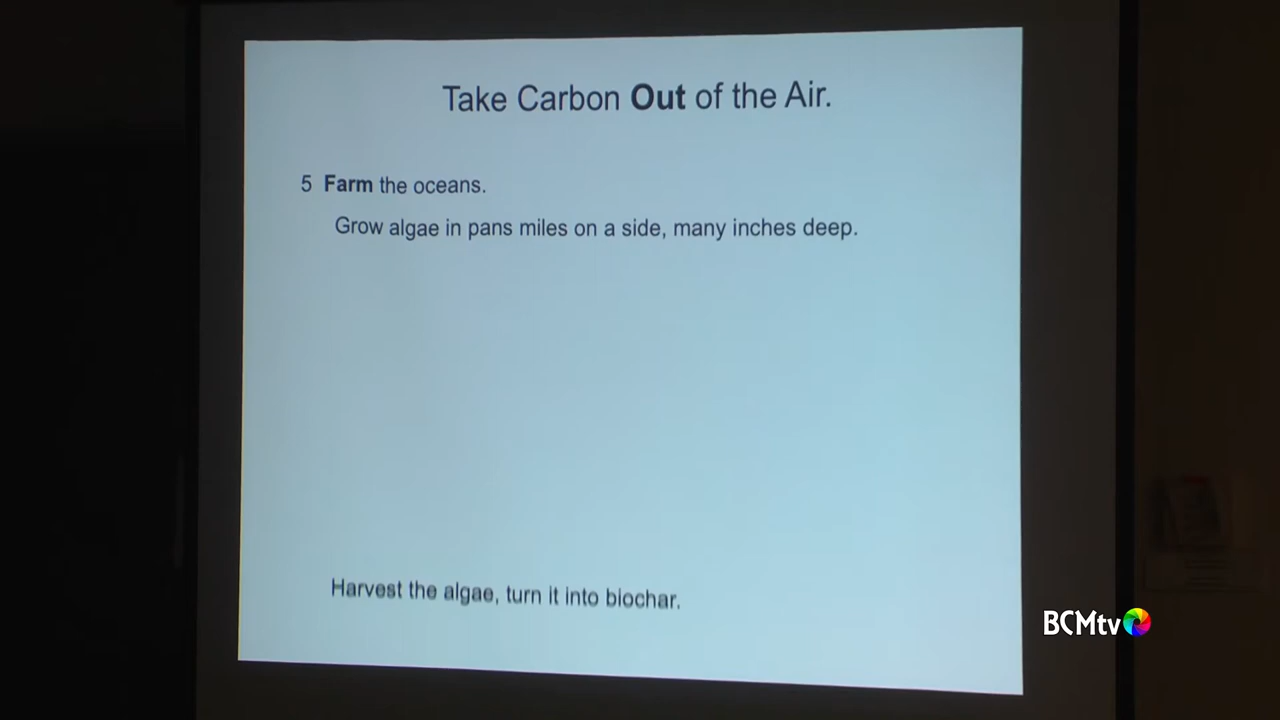 Take Carbon Out of the Air.
5 Farm the oceans.
Grow algae in pans miles on a side, many inches deep.
Harvest the algae, turn it into biochar.
BCMtv